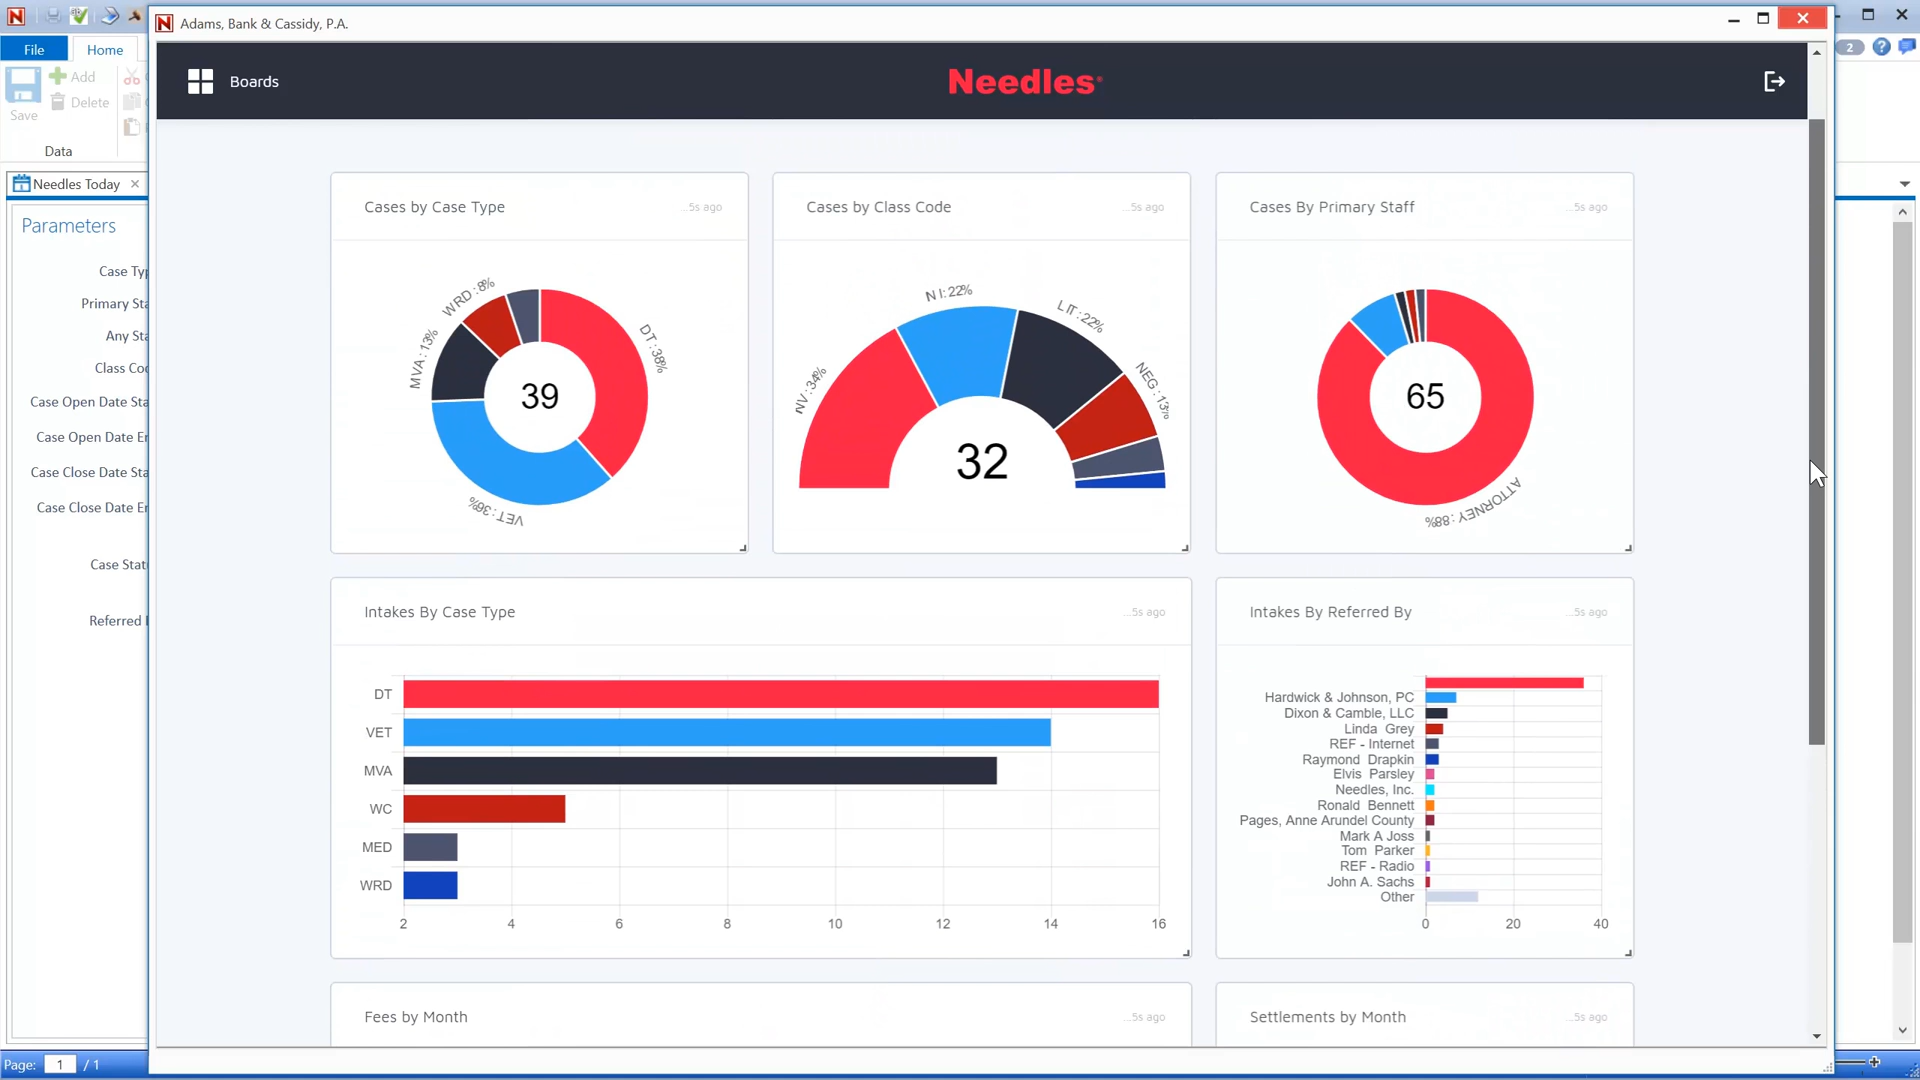 Adams, Bank & Cassidy, P.A.
File
Home
2
Boards
Needles
Add
Delete
Save
Data
Needles Today
Parameters
Case Typ
Primary Sta
Any Sta
Class Cod
Case Open Date Sta
Case Open Date En
Case Close Date Sta
Case Close Date En
Case Statu
Referred
Cases by Case Type
...5s ago
DT : 38%
VET : 36%
MVA : 13%
WRD : 8%
39
Cases by Class Code
...5s ago
NV : 34%
NI : 22%
LIT : 22%
NEG : 13%
32
Cases By Primary Staff
...5s ago
ATTORNEY : 88%
65
Intakes By Case Type
...5s ago
DT
VET
MVA
WC
MED
WRD
2 4 6 8 10 12 14 16
Intakes By Referred By
...5s ago
Hardwick & Johnson, PC
Dixon & Camble, LLC
Linda Grey
REF - Internet
Raymond Drapkin
Elvis Parsley
Needles, Inc.
Ronald Bennett
Pages, Anne Arundel County
Mark A Joss
Tom Parker
REF - Radio
John A. Sachs
Other
0 20 40
Fees by Month
...5s ago
Settlements by Month
...5s ago
Page: 1 / 1